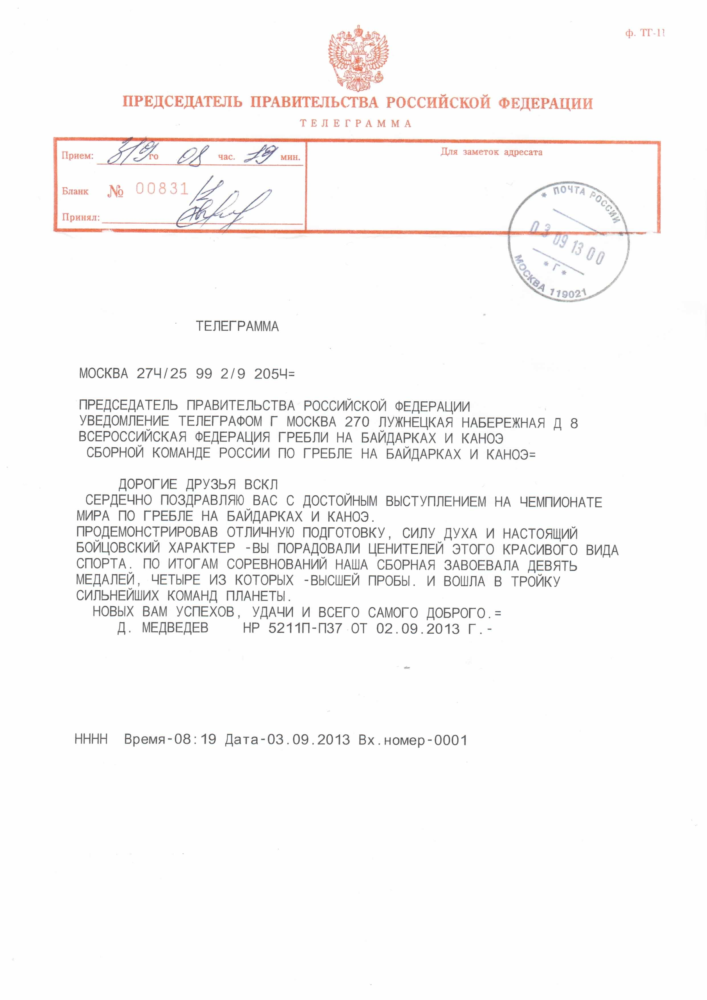 ф. ТГ-11
ПРЕДСЕДАТЕЛЬ ПРАВИТЕЛЬСТВА РОССИЙСКОЙ ФЕДЕРАЦИИ
ТЕЛЕГРАММА
Прием: 3/9 го 08 час. 19 мин.
Для заметок адресата
Бланк № 00831
Принял:
* ПОЧТА РОССИИ *
03 09 13 00
* Г *
МОСКВА 119021
ТЕЛЕГРАММА
МОСКВА 274/25 99 2/9 2054=
ПРЕДСЕДАТЕЛЬ ПРАВИТЕЛЬСТВА РОССИЙСКОЙ ФЕДЕРАЦИИ
УВЕДОМЛЕНИЕ ТЕЛЕГРАФОМ Г МОСКВА 270 ЛУЖНЕЦКАЯ НАБЕРЕЖНАЯ Д 8
ВСЕРОССИЙСКАЯ ФЕДЕРАЦИЯ ГРЕБЛИ НА БАЙДАРКАХ И КАНОЭ
СБОРНОЙ КОМАНДЕ РОССИИ ПО ГРЕБЛЕ НА БАЙДАРКАХ И КАНОЭ=
ДОРОГИЕ ДРУЗЬЯ ВСКЛ
СЕРДЕЧНО ПОЗДРАВЛЯЮ ВАС С ДОСТОЙНЫМ ВЫСТУПЛЕНИЕМ НА ЧЕМПИОНАТЕ
МИРА ПО ГРЕБЛЕ НА БАЙДАРКАХ И КАНОЭ.
ПРОДЕМОНСТРИРОВАВ ОТЛИЧНУЮ ПОДГОТОВКУ, СИЛУ ДУХА И НАСТОЯЩИЙ
БОЙЦОВСКИЙ ХАРАКТЕР -ВЫ ПОРАДОВАЛИ ЦЕНИТЕЛЕЙ ЭТОГО КРАСИВОГО ВИДА
СПОРТА. ПО ИТОГАМ СОРЕВНОВАНИЙ НАША СБОРНАЯ ЗАВОЕВАЛА ДЕВЯТЬ
МЕДАЛЕЙ, ЧЕТЫРЕ ИЗ КОТОРЫХ -ВЫСШЕЙ ПРОБЫ. И ВОШЛА В ТРОЙКУ
СИЛЬНЕЙШИХ КОМАНД ПЛАНЕТЫ.
НОВЫХ ВАМ УСПЕХОВ, УДАЧИ И ВСЕГО САМОГО ДОБРОГО.=
Д. МЕДВЕДЕВ НР 5211П-П37 ОТ 02.09.2013 Г.-
НННН Время-08:19 Дата-03.09.2013 Вх.номер-0001